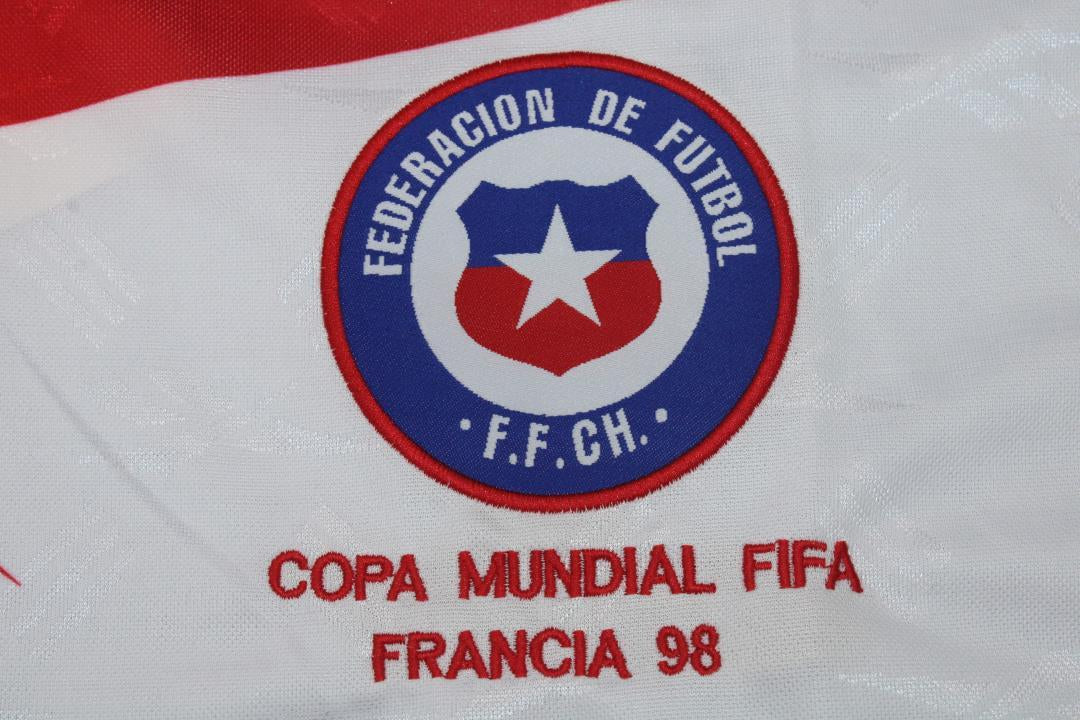 FEDERACION DE FUTBOL
· F.F.CH. ·
COPA MUNDIAL FIFA
FRANCIA 98